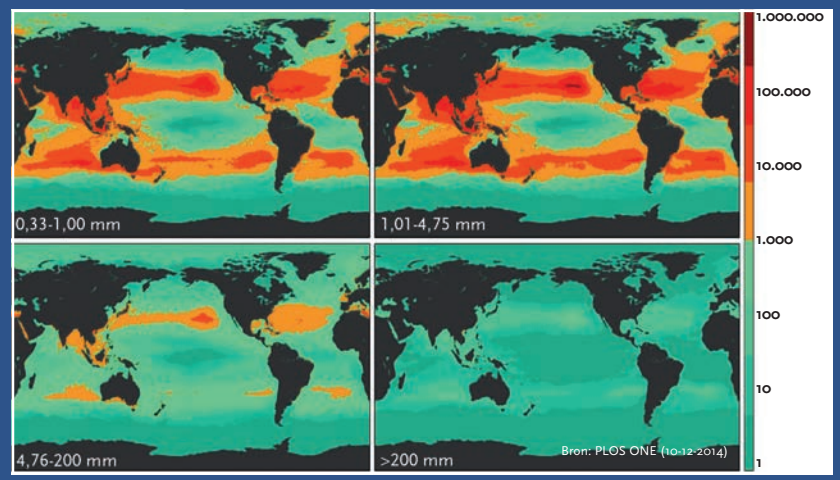 0,33-1,00 mm
1,01-4,75 mm
4,76-200 mm
>200 mm
Bron: PLOS ONE (10-12-2014)
1.000.000
100.000
10.000
1.000
100
10
1